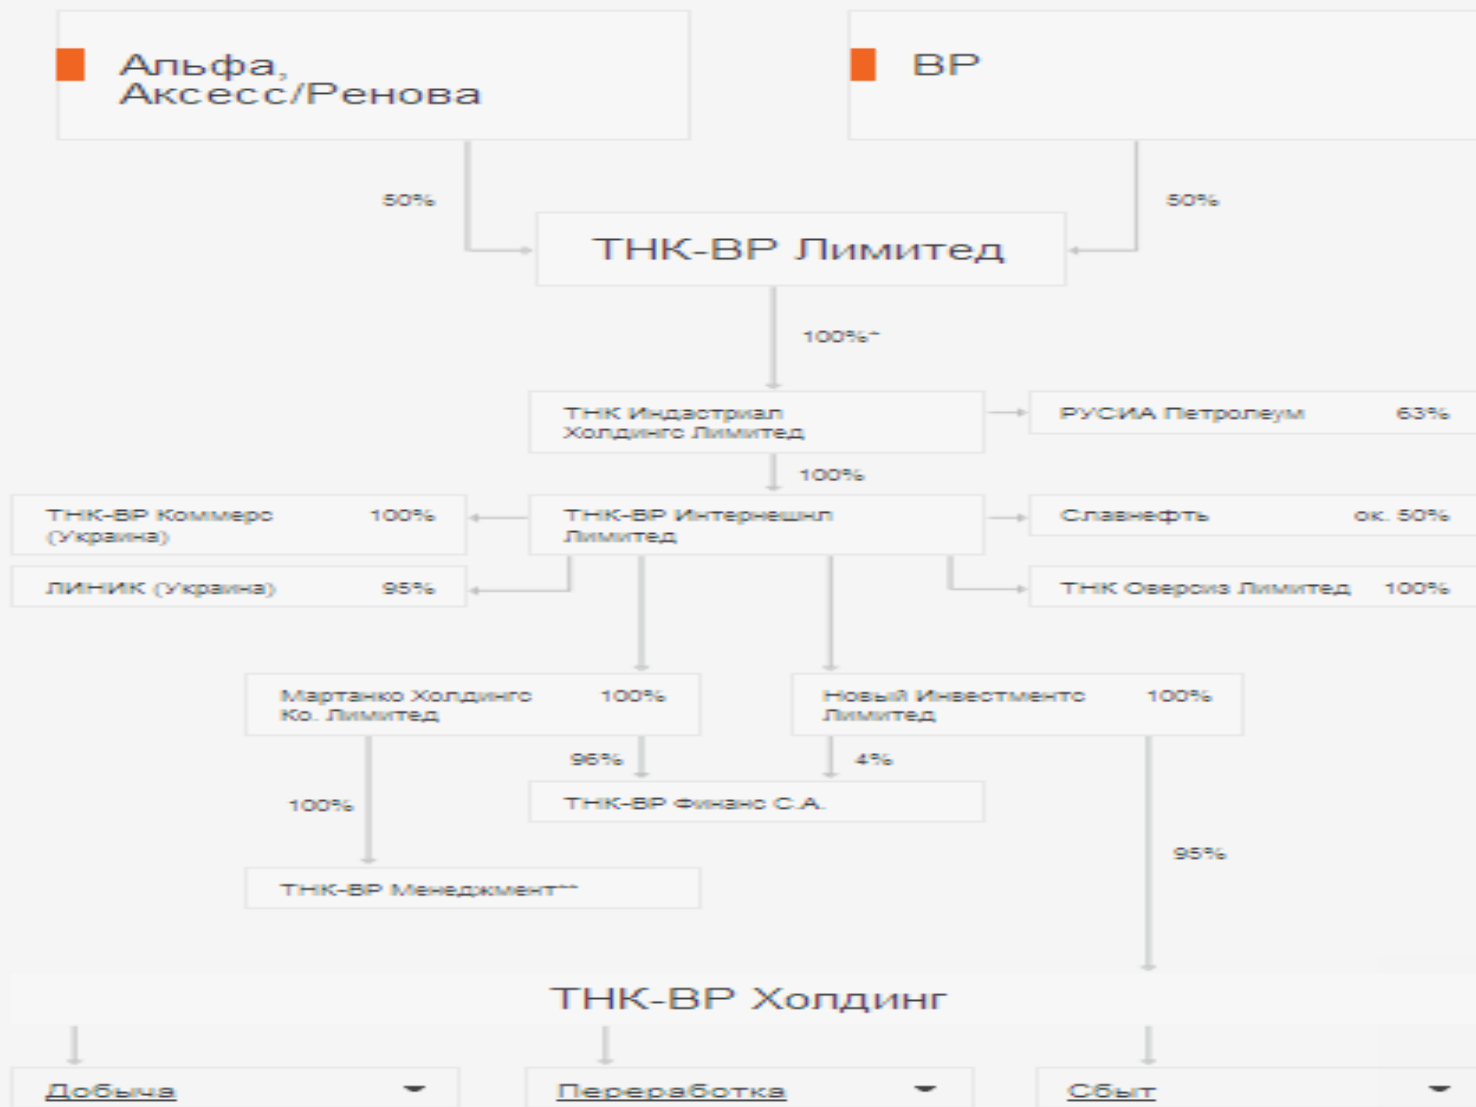 Альфа,
Аксесс/Ренова
ВР
50%
50%
ТНК-ВР Лимитед
100%*
ТНК Индастриал
Холдингс Лимитед
РУСИА Петролеум 63%
100%
ТНК-ВР Коммерс 100%
(Украина)
ТНК-ВР Интернешнл
Лимитед
Славнефть ок. 50%
ЛИНИК (Украина) 95%
ТНК Оверсиз Лимитед 100%
Мартанко Холдингс 100%
Ко. Лимитед
Новый Инвестментс 100%
Лимитед
96%
4%
ТНК-ВР Финанс С.А.
100%
95%
ТНК-ВР Менеджмент**
ТНК-ВР Холдинг
Добыча
Переработка
Сбыт